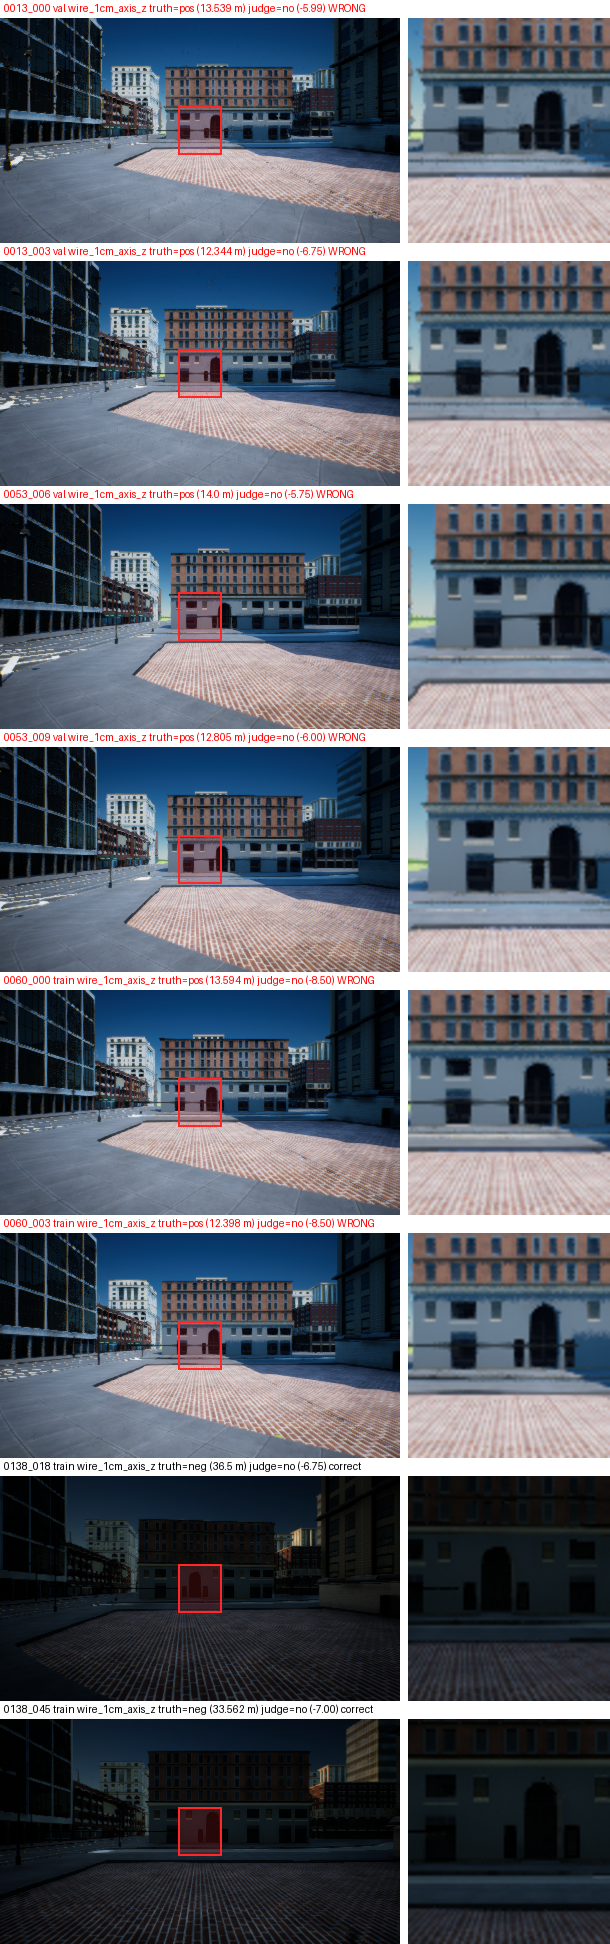 0013_000 val wire_1cm_axis_z truth=pos (13.539 m) judge=no (-5.99) WRONG
0013_003 val wire_1cm_axis_z truth=pos (12.344 m) judge=no (-6.75) WRONG
0053_006 val wire_1cm_axis_z truth=pos (14.0 m) judge=no (-5.75) WRONG
0053_009 val wire_1cm_axis_z truth=pos (12.805 m) judge=no (-6.00) WRONG
0060_000 train wire_1cm_axis_z truth=pos (13.594 m) judge=no (-8.50) WRONG
0060_003 train wire_1cm_axis_z truth=pos (12.398 m) judge=no (-8.50) WRONG
0138_018 train wire_1cm_axis_z truth=neg (36.5 m) judge=no (-6.75) correct
0138_045 train wire_1cm_axis_z truth=neg (33.562 m) judge=no (-7.00) correct